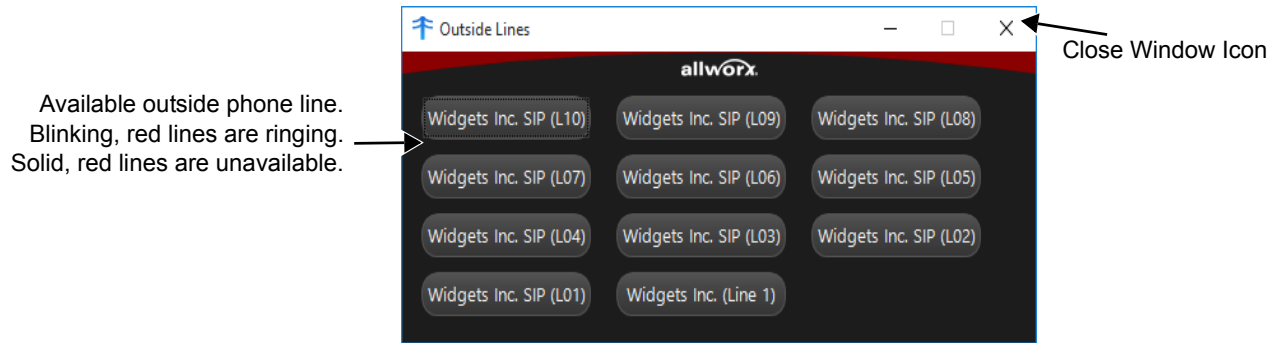 Outside Lines
Close Window Icon
allworx
Available outside phone line.
Blinking, red lines are ringing.
Solid, red lines are unavailable.
Widgets Inc. SIP (L10) Widgets Inc. SIP (L09) Widgets Inc. SIP (L08)
Widgets Inc. SIP (L07) Widgets Inc. SIP (L06) Widgets Inc. SIP (L05)
Widgets Inc. SIP (L04) Widgets Inc. SIP (L03) Widgets Inc. SIP (L02)
Widgets Inc. SIP (L01) Widgets Inc. (Line 1)